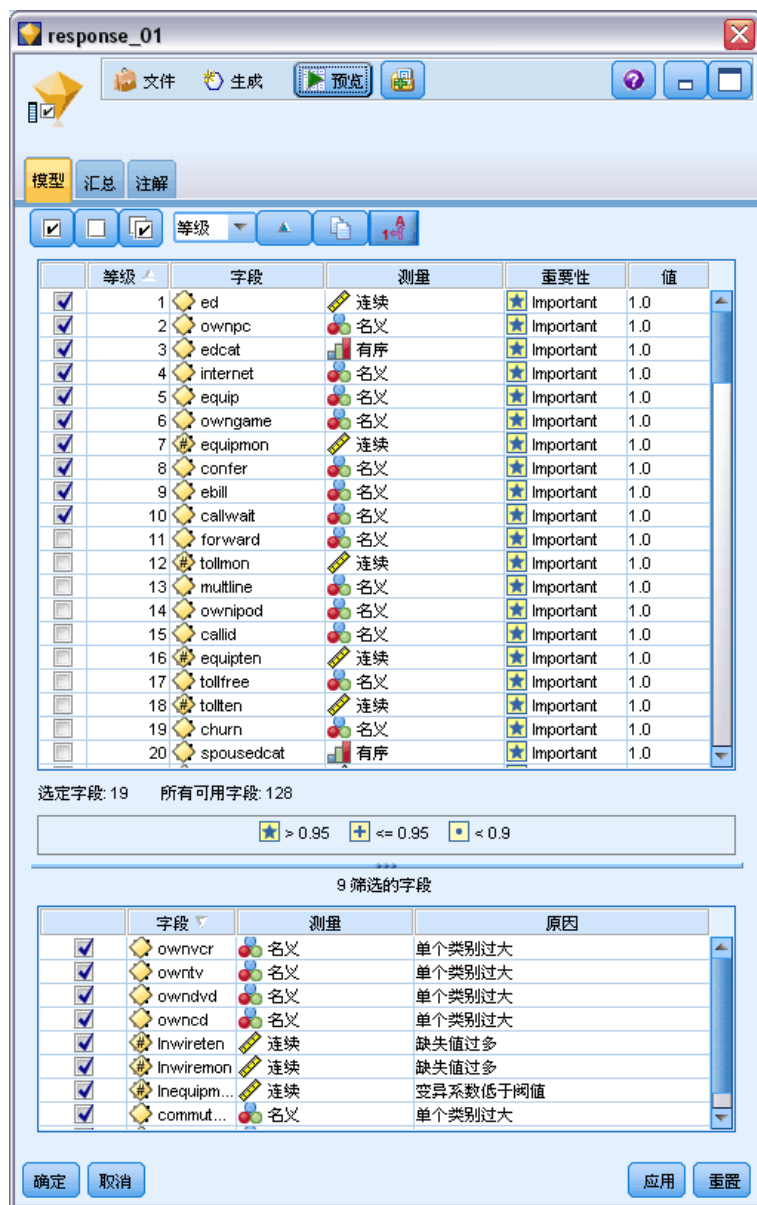 response_01
文件 生成 预览
模型 汇总 注解
等级
等级 字段 测量 重要性 值
1 ed 连续 Important 1.0
2 ownpc 名义 Important 1.0
3 edcat 有序 Important 1.0
4 internet 名义 Important 1.0
5 equip 名义 Important 1.0
6 owngame 名义 Important 1.0
7 equipmon 连续 Important 1.0
8 confer 名义 Important 1.0
9 ebill 名义 Important 1.0
10 callwait 名义 Important 1.0
11 forward 名义 Important 1.0
12 tollmon 连续 Important 1.0
13 multline 名义 Important 1.0
14 ownipod 名义 Important 1.0
15 callid 名义 Important 1.0
16 equipten 连续 Important 1.0
17 tollfree 名义 Important 1.0
18 tollten 连续 Important 1.0
19 churn 名义 Important 1.0
20 spousedcat 有序 Important 1.0
选定字段: 19 所有可用字段: 128
> 0.95 <= 0.95 < 0.9
9 筛选的字段
字段 测量 原因
ownvcr 名义 单个类别过大
owntv 名义 单个类别过大
owndvd 名义 单个类别过大
owncd 名义 单个类别过大
lnwireten 连续 缺失值过多
lnwiremon 连续 缺失值过多
lnequipm... 连续 变异系数低于阈值
commut... 名义 单个类别过大
确定 取消 应用 重置